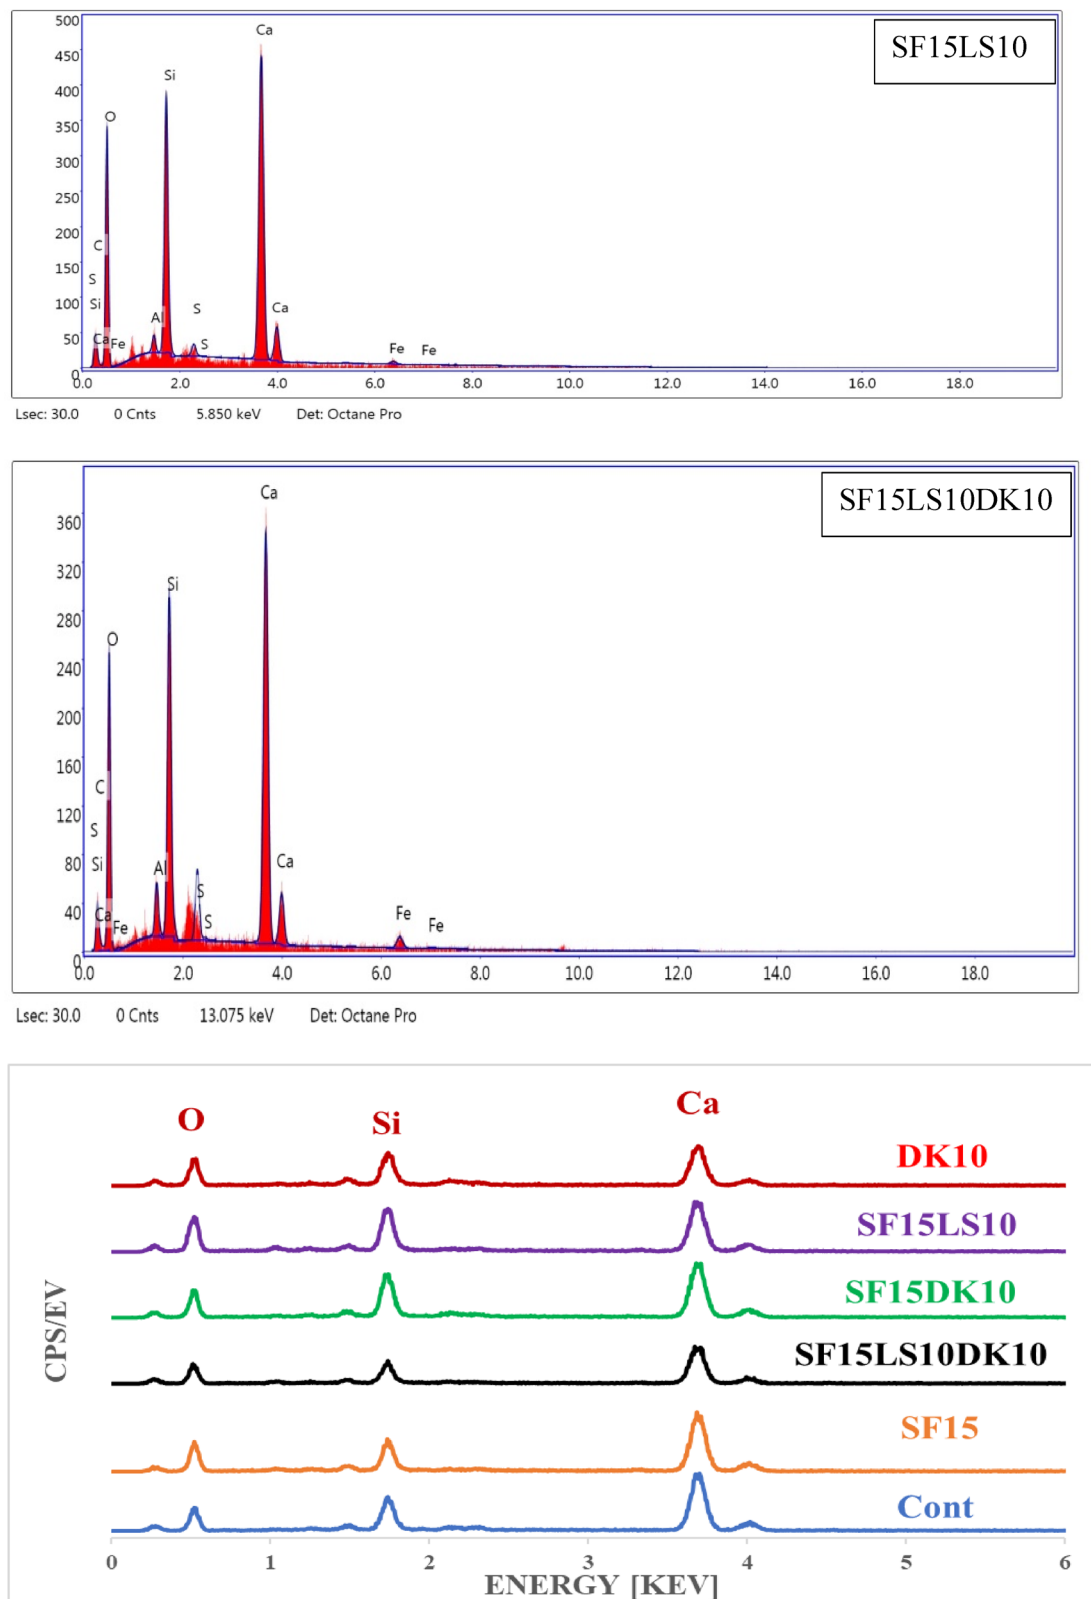 SF15LS10
500
450
400
350
300
250
200
150
100
50
0
Ca
Si
O
C
S
Si
Ca
Fe
Al
S
S
Ca
Fe
Fe
0.0 2.0 4.0 6.0 8.0 10.0 12.0 14.0 16.0 18.0
Lsec: 30.0 0 Cnts 5.850 keV Det: Octane Pro
SF15LS10DK10
360
320
280
240
200
160
120
80
40
0
Ca
Si
O
C
S
Si
Ca
Fe
Al
S
S
Ca
Fe
Fe
0.0 2.0 4.0 6.0 8.0 10.0 12.0 14.0 16.0 18.0
Lsec: 30.0 0 Cnts 13.075 keV Det: Octane Pro
O Si Ca
DK10
SF15LS10
SF15DK10
SF15LS10DK10
SF15
Cont
CPS/EV
0 1 2 3 4 5 6
ENERGY [KEV]